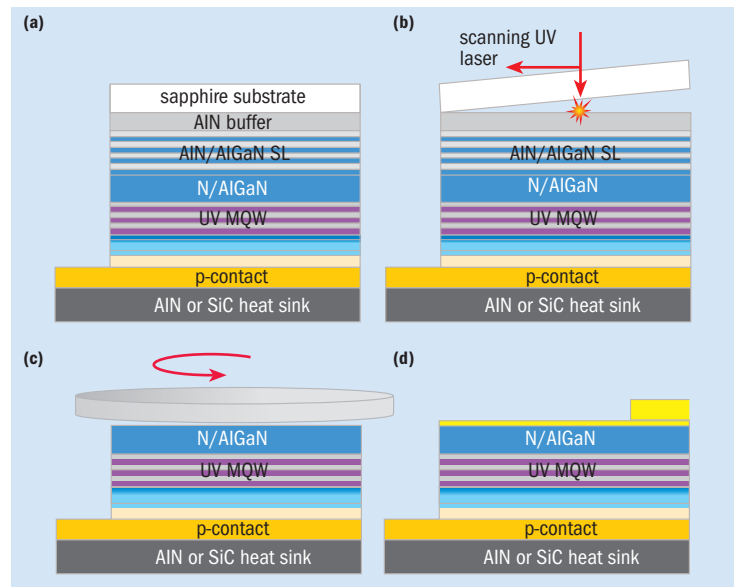 (a)
sapphire substrate
AlN buffer
AlN/AlGaN SL
N/AlGaN
UV MQW
p-contact
AlN or SiC heat sink
(b)
scanning UV
laser
AlN/AlGaN SL
N/AlGaN
UV MQW
p-contact
AlN or SiC heat sink
(c)
N/AlGaN
UV MQW
p-contact
AlN or SiC heat sink
(d)
N/AlGaN
UV MQW
p-contact
AlN or SiC heat sink